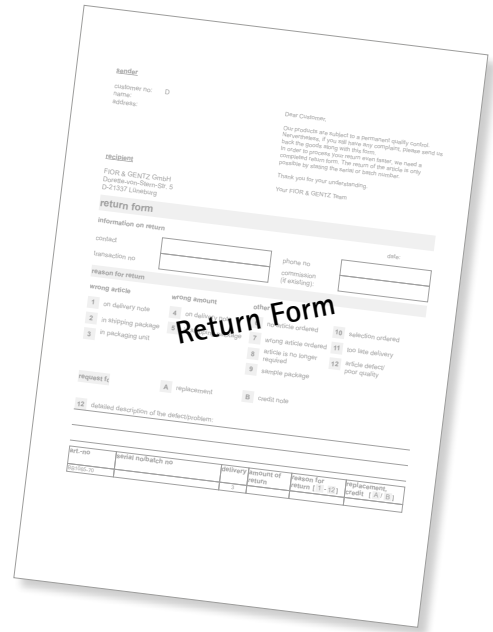 sender
customer no: D
name:
address:
Dear Customer,
Our products are subject to a permanent quality control.
Nevertheless, if you still have any complaint, please send us
back the goods along with this form.
In order to process your return even faster, we need a
completed return form. The return of the article is only
possible by stating the serial or batch number.
Thank you for your understanding.
Your FIOR & GENTZ Team
recipient
FIOR & GENTZ GmbH
Dorette-von-Stern-Str. 5
D-21337 Lüneburg
return form
information on return
contact
phone no
date
transaction no
commission
(if existing)
reason for return
wrong article
wrong amount
other
1 on delivery note
4 on delivery note
no article ordered
10 selection ordered
2 in shipping package
5
7 wrong article ordered
11 too late delivery
3 in packaging unit
8 article is no longer
required
12 article defect/
poor quality
9 sample package
Return Form
request f
A replacement
B credit note
12 detailed description of the defect/problem:
art.-no
serial no/batch no
delivery
amount of
return
reason for
return [ 1 - 12 ]
replacement,
credit [ A / B ]